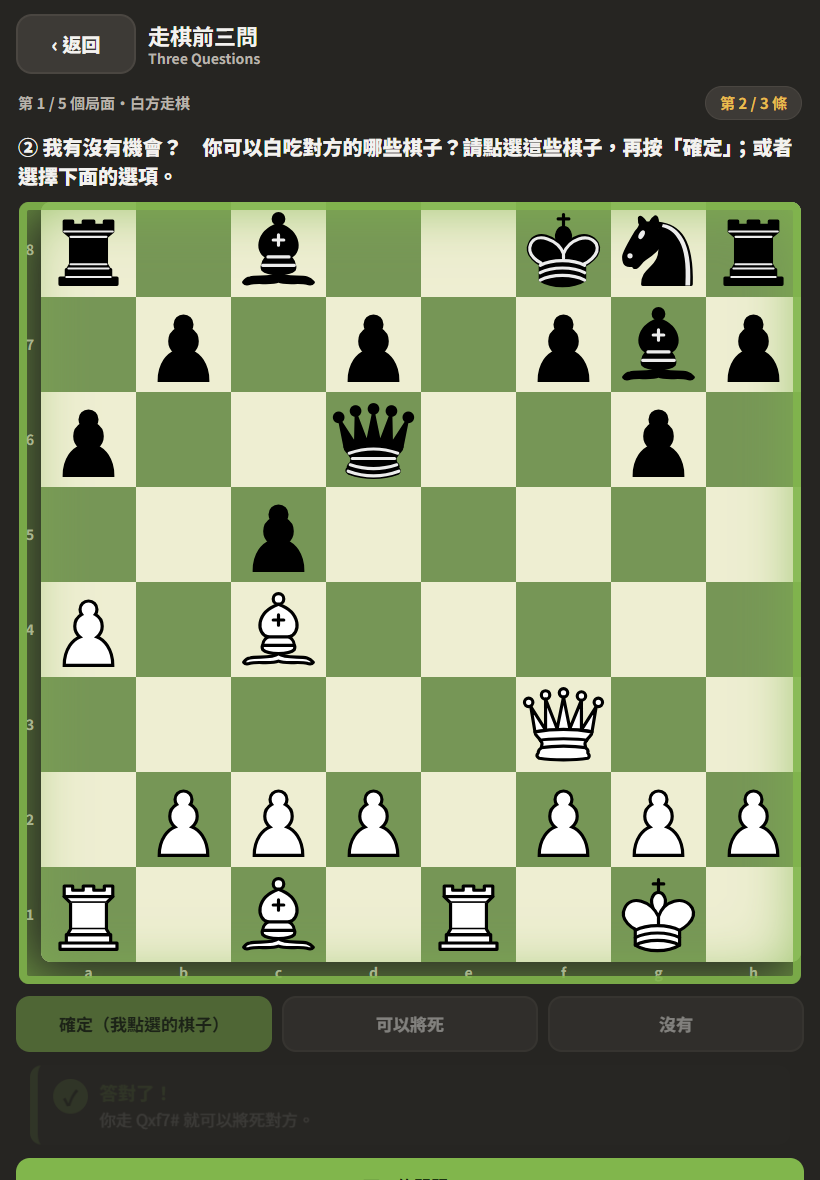 ‹ 返回
走棋前三問
Three Questions
第 1 / 5 個局面・白方走棋
第 2 / 3 條
② 我有沒有機會？　你可以白吃對方的哪些棋子？請點選這些棋子，再按「確定」；或者
選擇下面的選項。
8
7
6
5
4
3
2
1
a b c d e f g h
確定（我點選的棋子）
可以將死
沒有
答對了！
你走 Qxf7# 就可以將死對方。